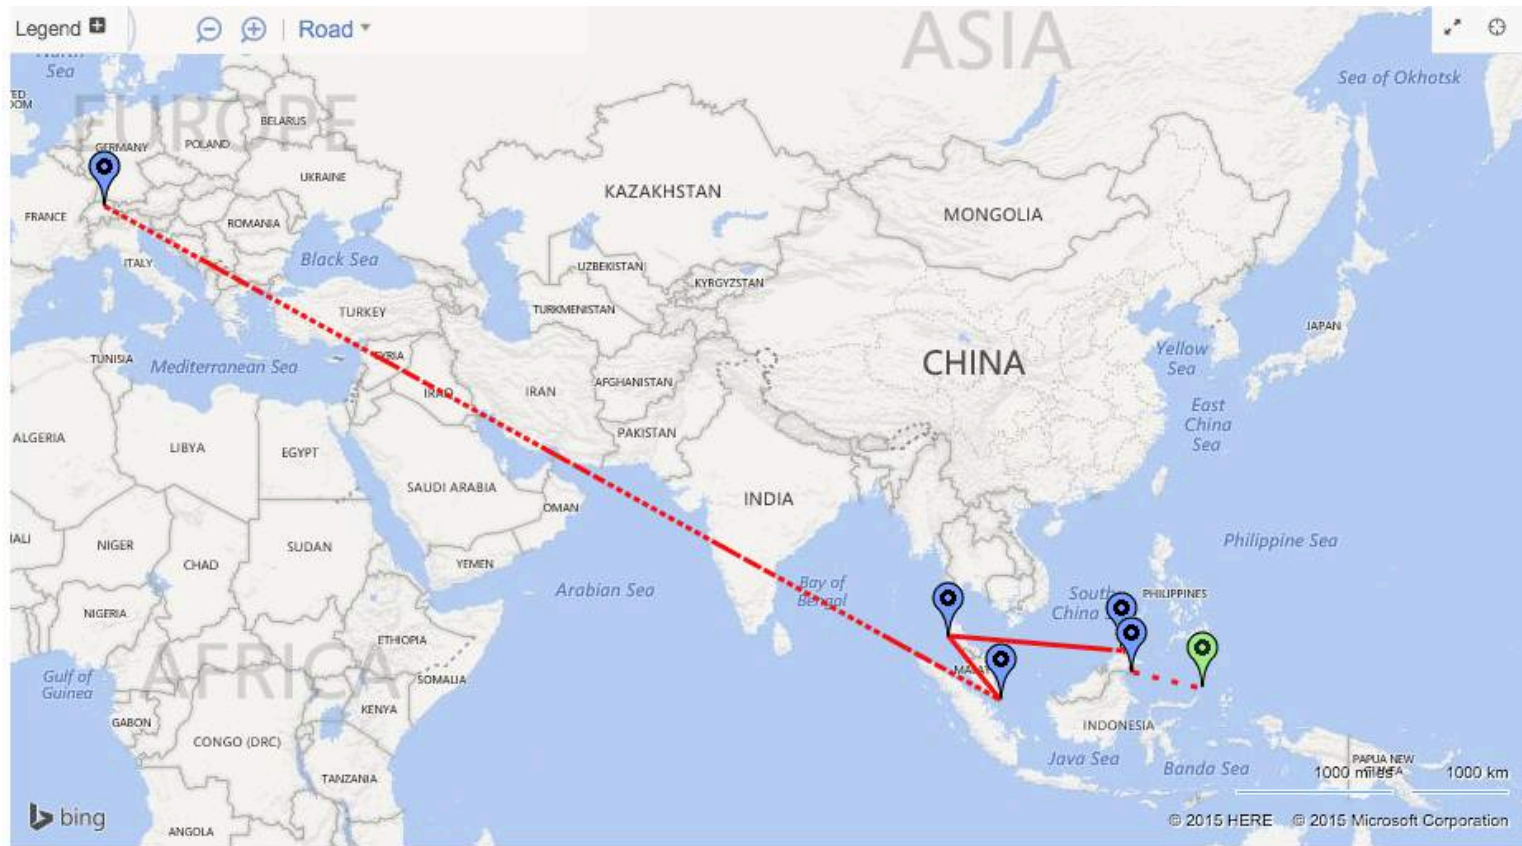 Legend
Road
ASIA
Sea of Okhotsk
Sea
EUROPE
BELARUS
GERMANY
POLAND
UKRAINE
KAZAKHSTAN
MONGOLIA
FRANCE
ROMANIA
ITALY
Black Sea
UZBEKISTAN
KYRGYZSTAN
TURKEY
TURKMENISTAN
JAPAN
TUNISIA
Mediterranean Sea
SYRIA
CHINA
Yellow
Sea
IRAQ
IRAN
AFGHANISTAN
East
China
Sea
ALGERIA
LIBYA
EGYPT
PAKISTAN
SAUDI ARABIA
INDIA
OMAN
NIGER
SUDAN
Philippine Sea
CHAD
YEMEN
Arabian Sea
Bay of
Bengal
South
China
PHILIPPINES
NIGERIA
ETHIOPIA
AFRICA
Gulf of
Guinea
SOMALIA
KENYA
GABON
CONGO (DRC)
INDONESIA
TANZANIA
Java Sea
Banda Sea
PAPUA NEW
1000 miles
1000 km
bing
ANGOLA
© 2015 HERE
© 2015 Microsoft Corporation